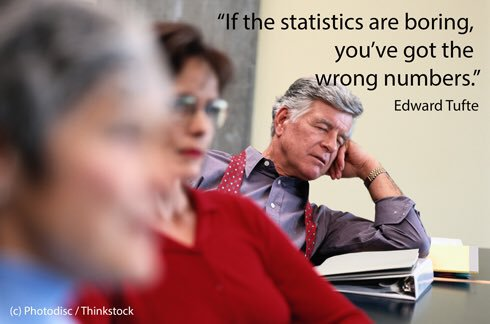 “If the statistics are boring,
you’ve got the
wrong numbers.”
Edward Tufte
(c) Photodisc / Thinkstock